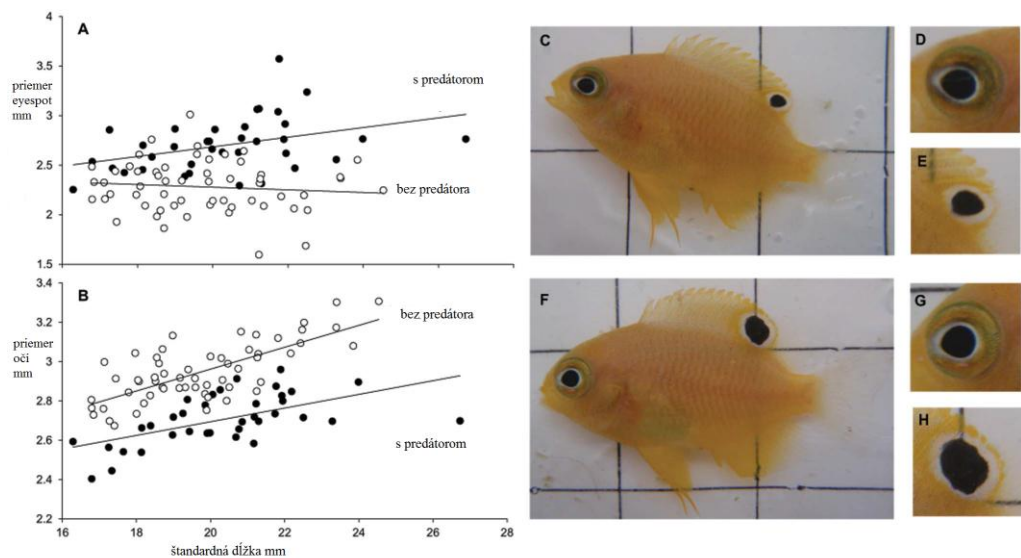 A
4
3.5
3
2.5
2
1.5
priemer
eyespot
mm
s predátorom
bez predátora
B
3.4
3.2
3
2.8
2.6
2.4
2.2
priemer
očí
mm
bez predátora
s predátorom
16 18 20 22 24 26 28
štandardná dĺžka mm
C
D
E
F
G
H